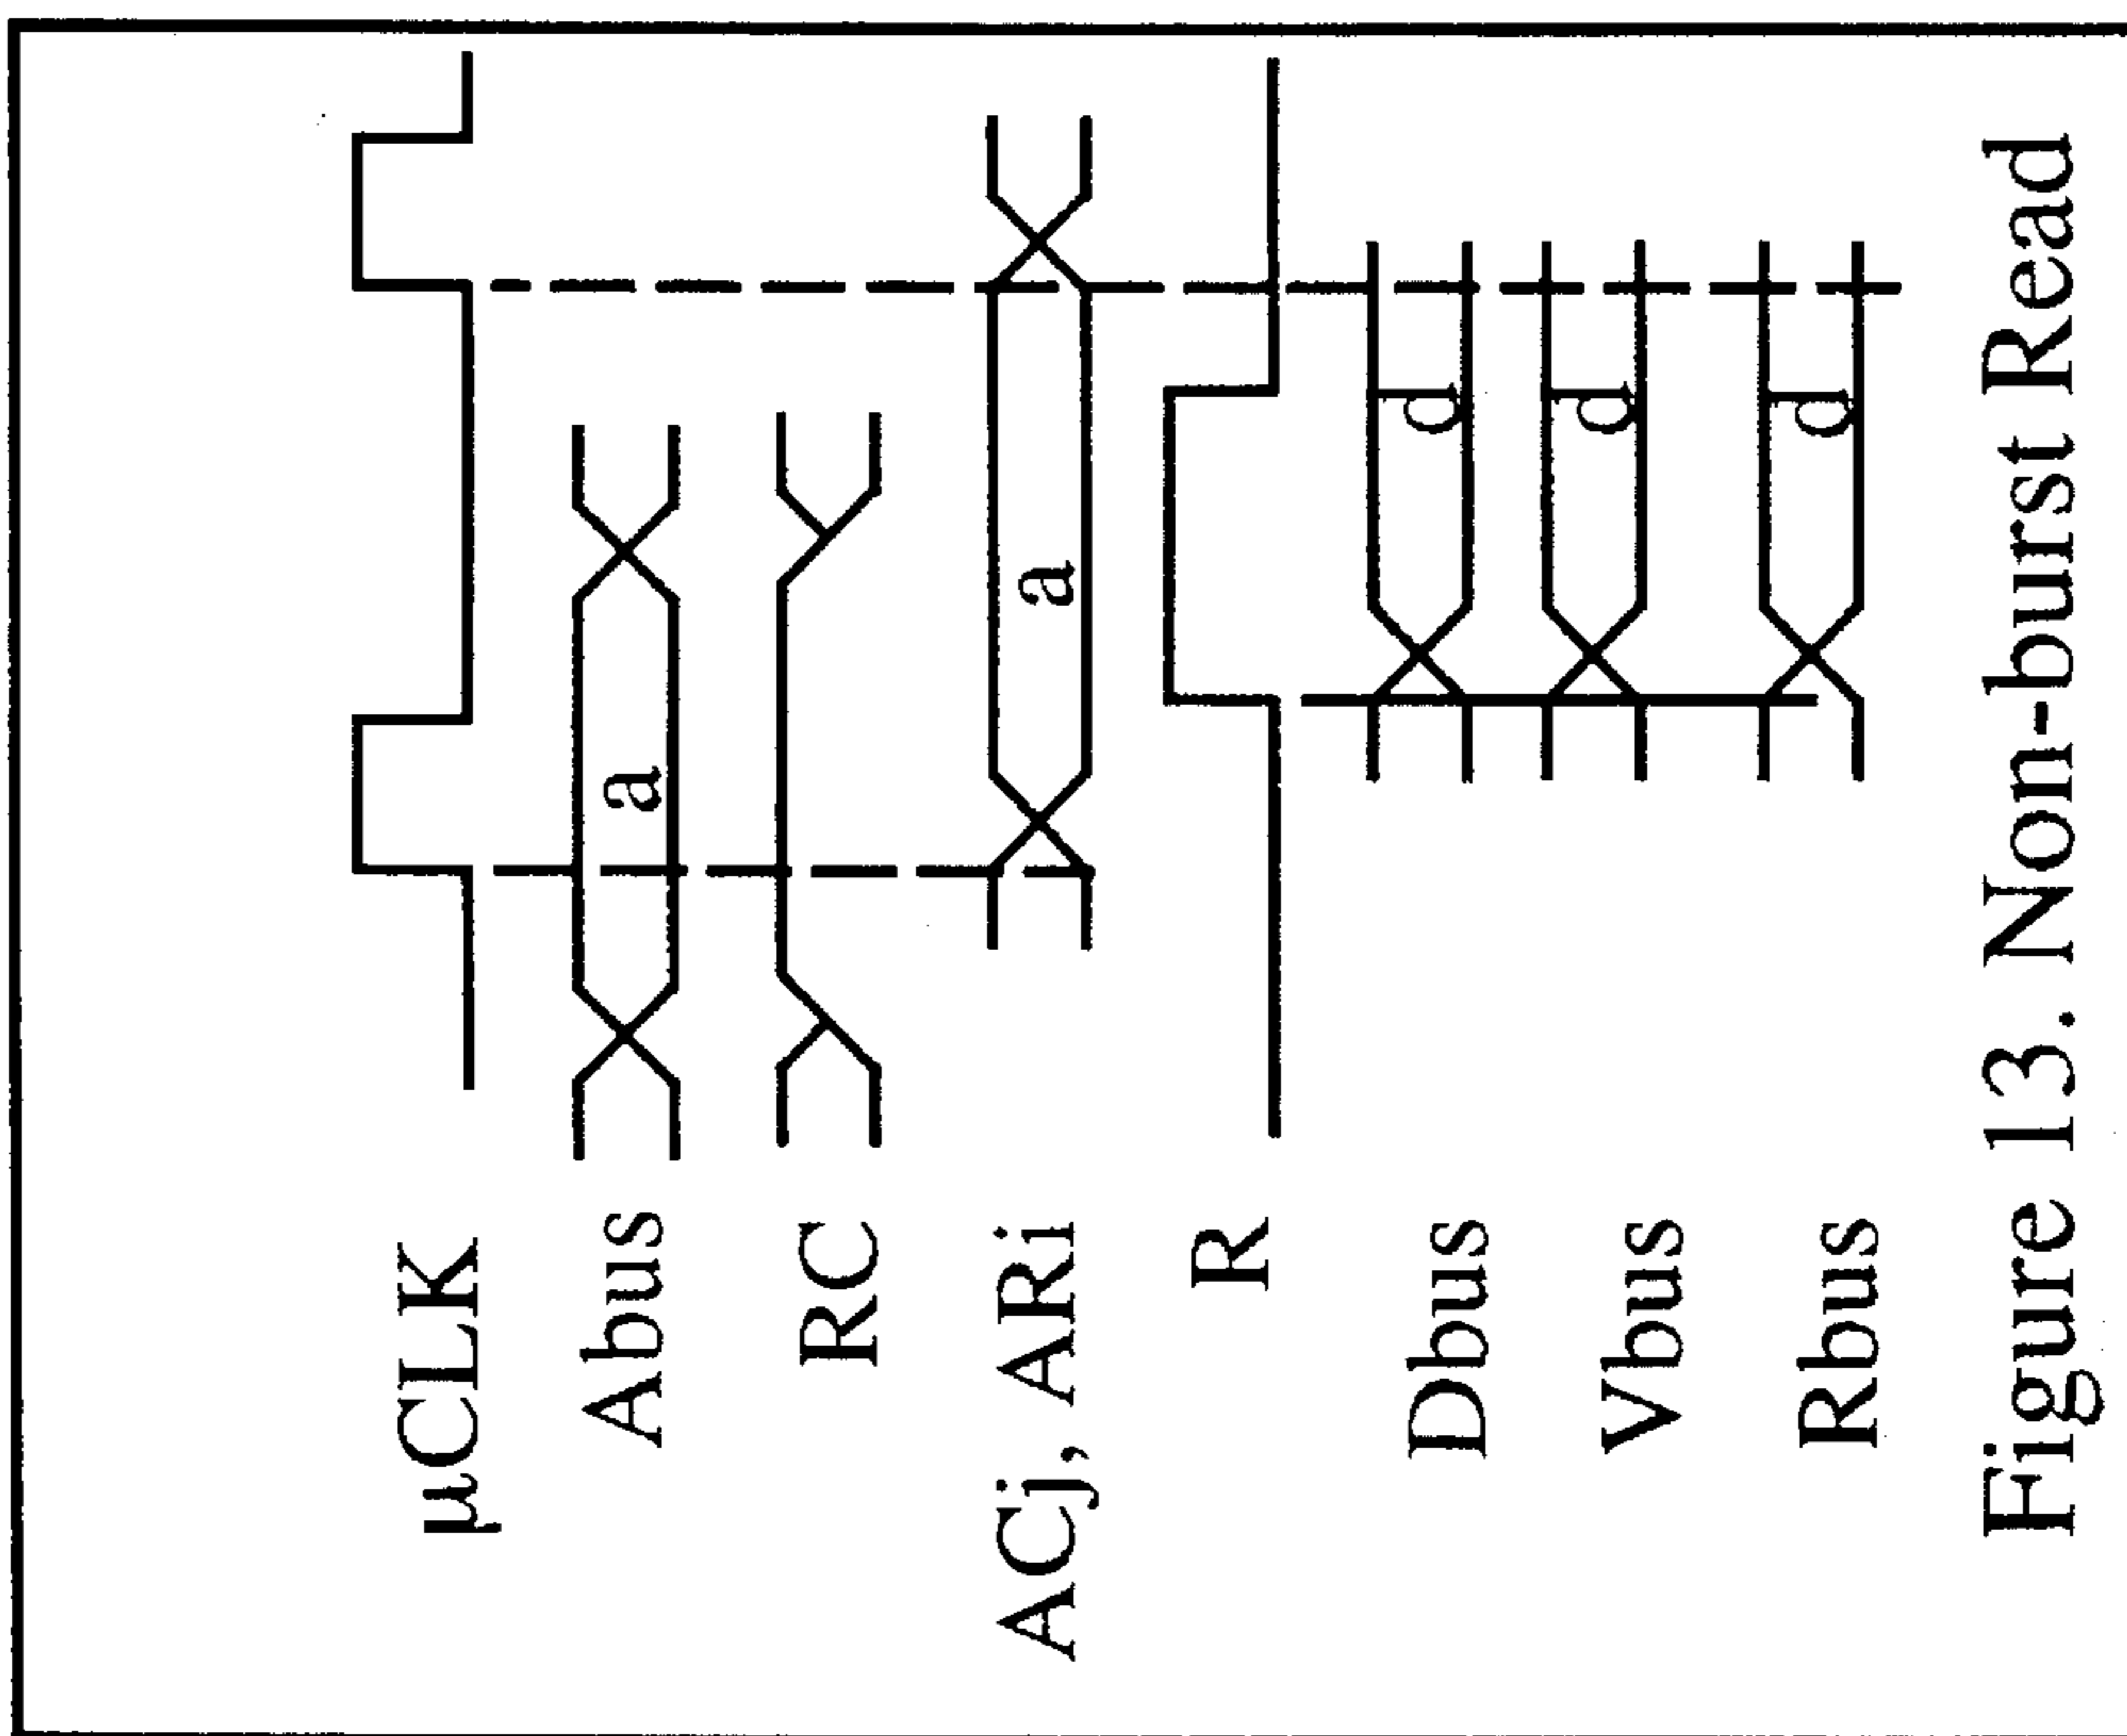 µCLK
Abus
a
RC
ACj, ARi
a
R
Dbus
d
Vbus
d
Rbus
d
Figure 13. Non-burst Read